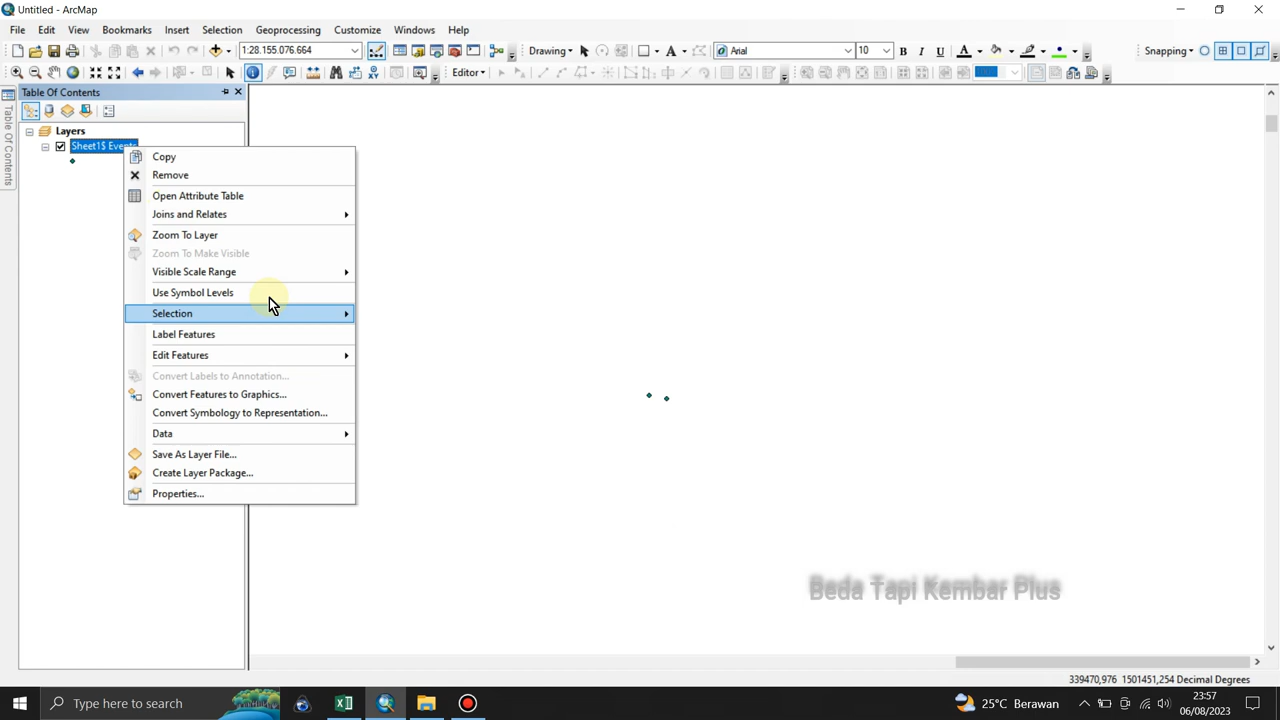 Untitled - ArcMap
File Edit View Bookmarks Insert Selection Geoprocessing Customize Windows Help
1:28.155.076.664 Drawing Arial 10 B I U A Snapping
Editor
Table Of Contents
Table Of Contents
Layers
Sheet1$ Events
Copy
Remove
Open Attribute Table
Joins and Relates
Zoom To Layer
Zoom To Make Visible
Visible Scale Range
Use Symbol Levels
Selection
Label Features
Edit Features
Convert Labels to Annotation...
Convert Features to Graphics...
Convert Symbology to Representation...
Data
Save As Layer File...
Create Layer Package...
Properties...
Beda Tapi Kembar Plus
339470,976 1501451,254 Decimal Degrees
Type here to search
25°C Berawan
23:57
06/08/2023